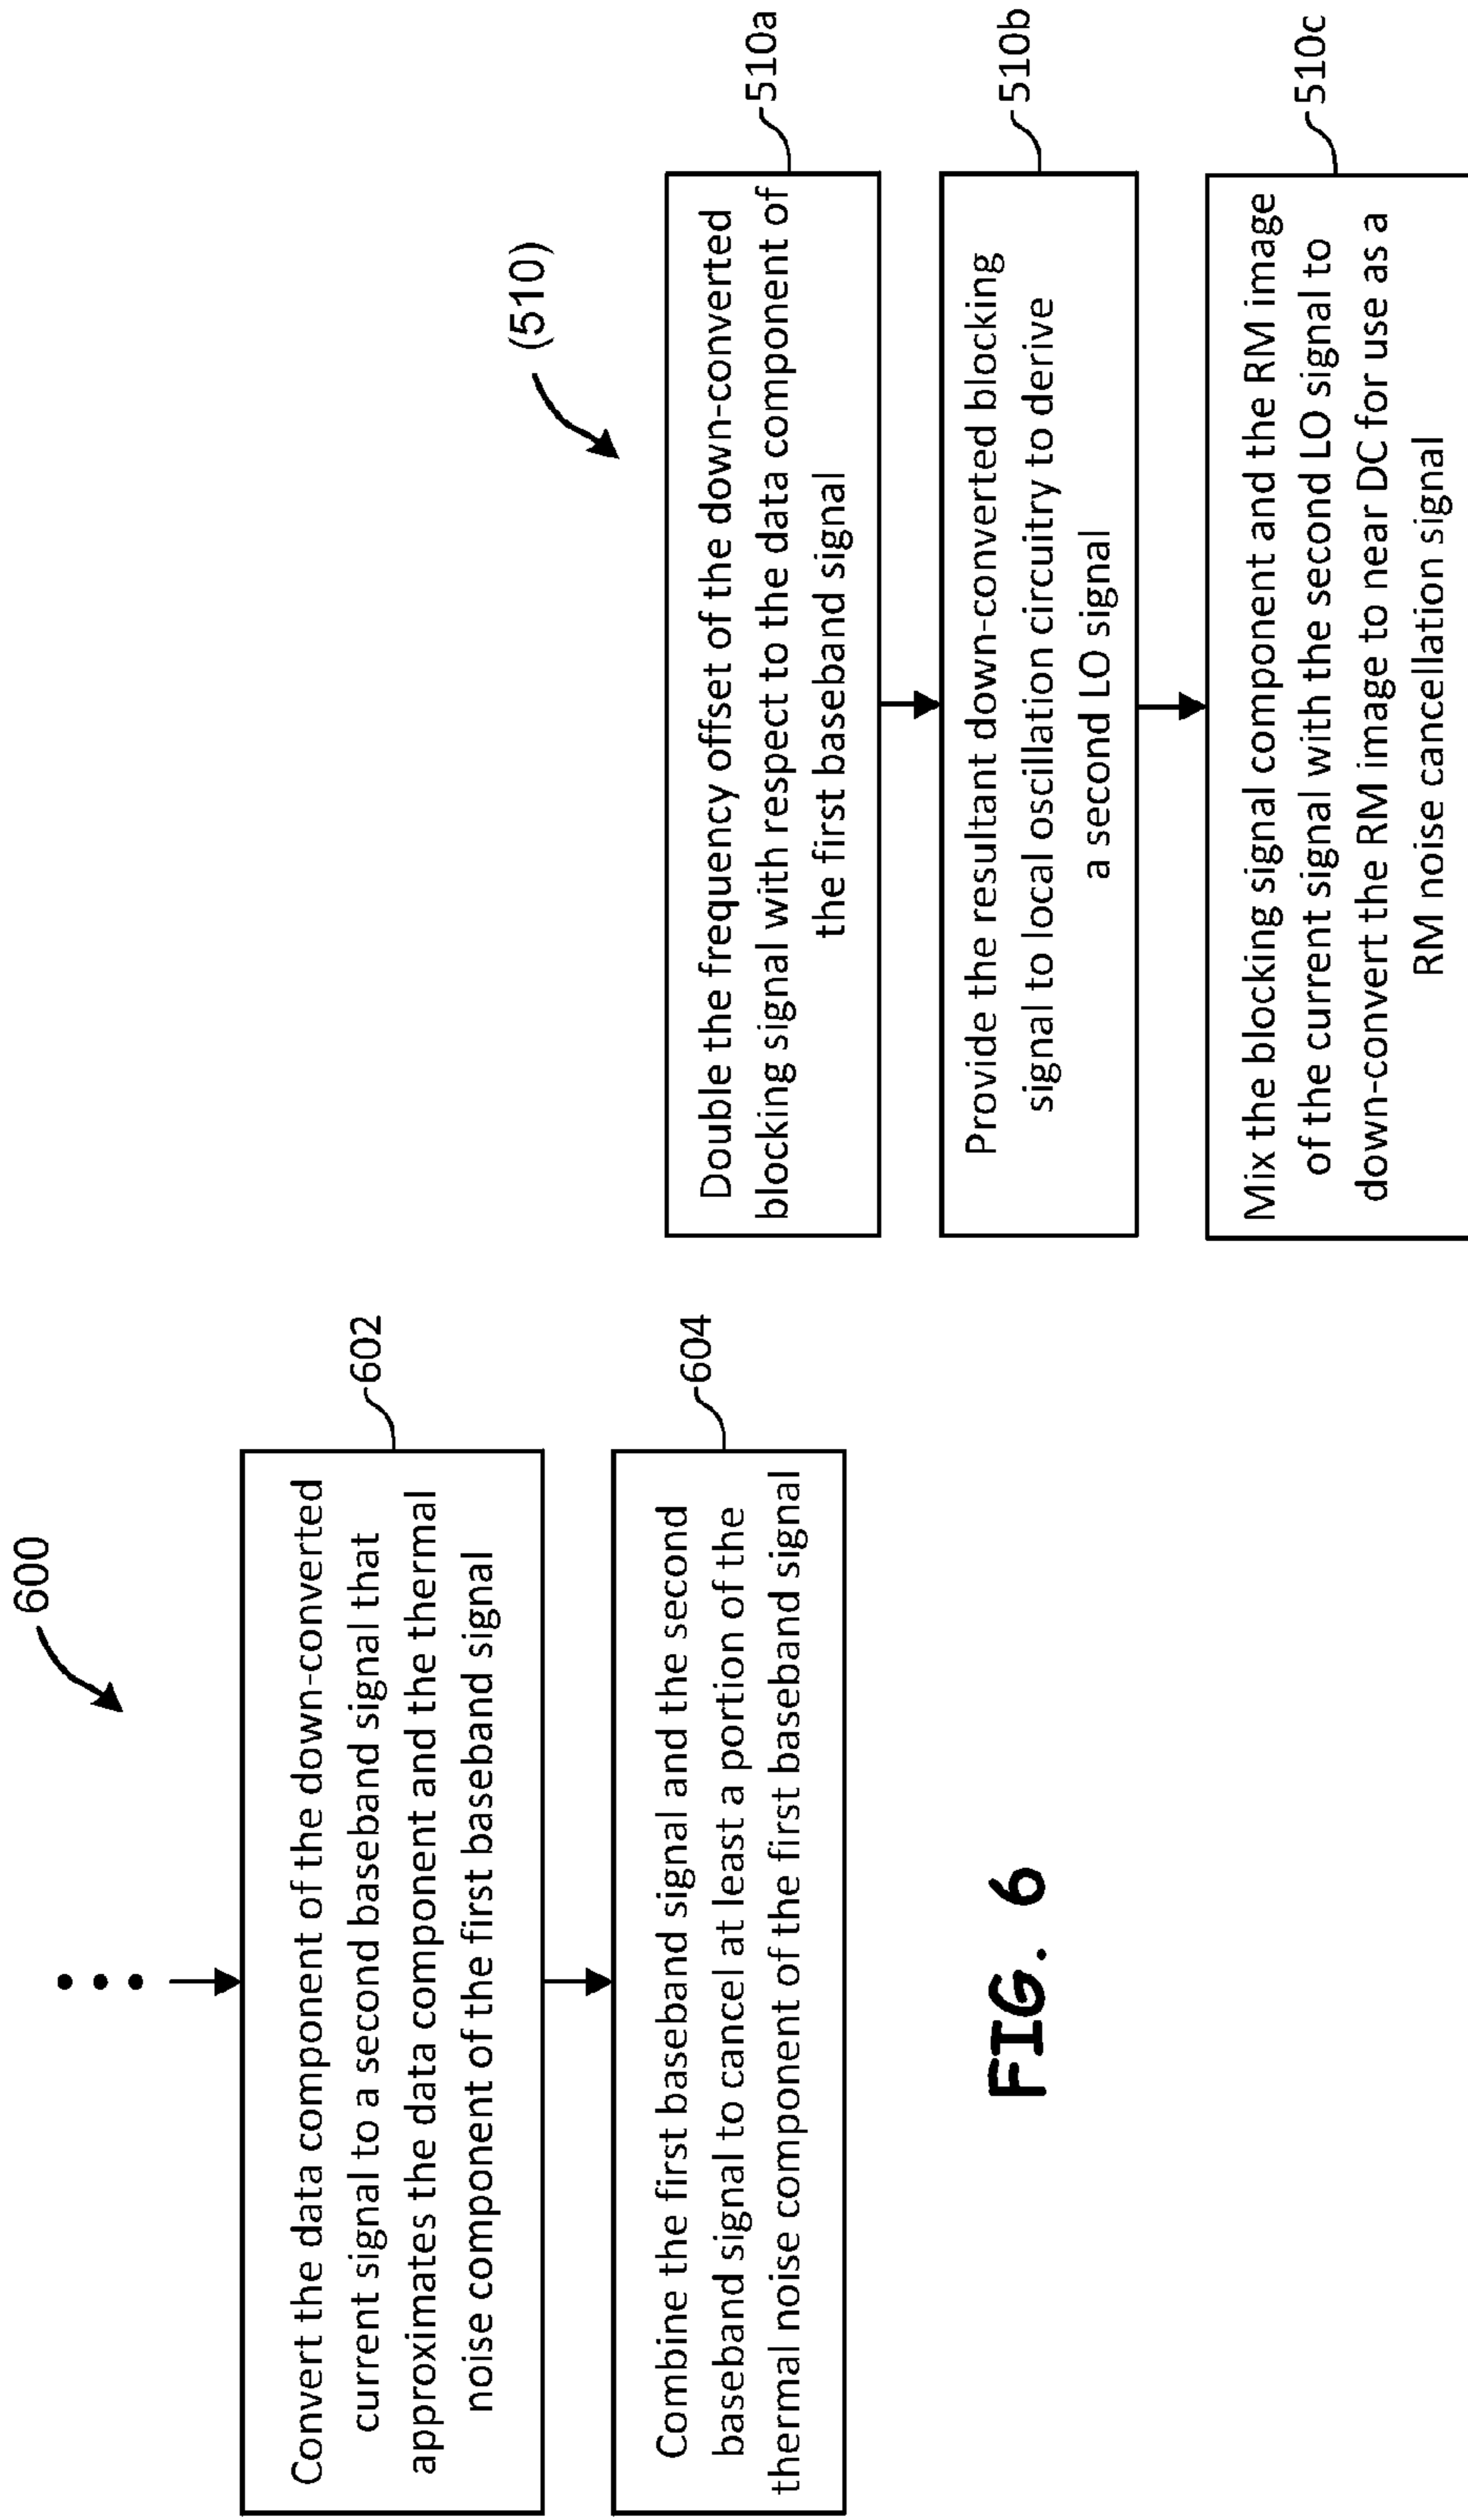 600
Convert the data component of the down-converted
current signal to a second baseband signal that
approximates the data component and the thermal
noise component of the first baseband signal
602
Combine the first baseband signal and the second
baseband signal to cancel at least a portion of the
thermal noise component of the first baseband signal
604
FIG. 6
(510)
Double the frequency offset of the down-converted
blocking signal with respect to the data component of
the first baseband signal
510a
Provide the resultant down-converted blocking
signal to local oscillation circuitry to derive
a second LO signal
510b
Mix the blocking signal component and the RM image
of the current signal with the second LO signal to
down-convert the RM image to near DC for use as a
RM noise cancellation signal
510c